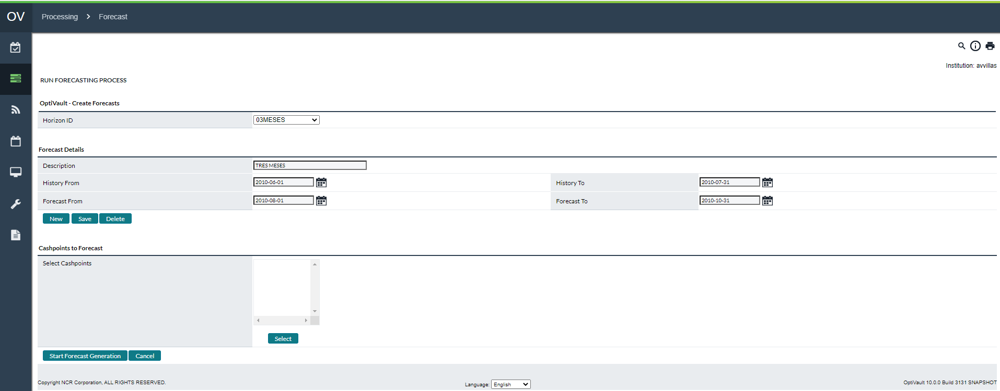 OV Processing > Forecast
Institution: avvillas
RUN FORECASTING PROCESS
OptiVault - Create Forecasts
Horizon ID 03MESES
Forecast Details
Description TRES MESES
History From 2010-06-01 History To 2010-07-31
Forecast From 2010-08-01 Forecast To 2010-10-31
New Save Delete
Cashpoints to Forecast
Select Cashpoints
Select
Start Forecast Generation Cancel
Copyright NCR Corporation, ALL RIGHTS RESERVED. Language: English OptiVault 10.0.0 Build 3131 SNAPSHOT